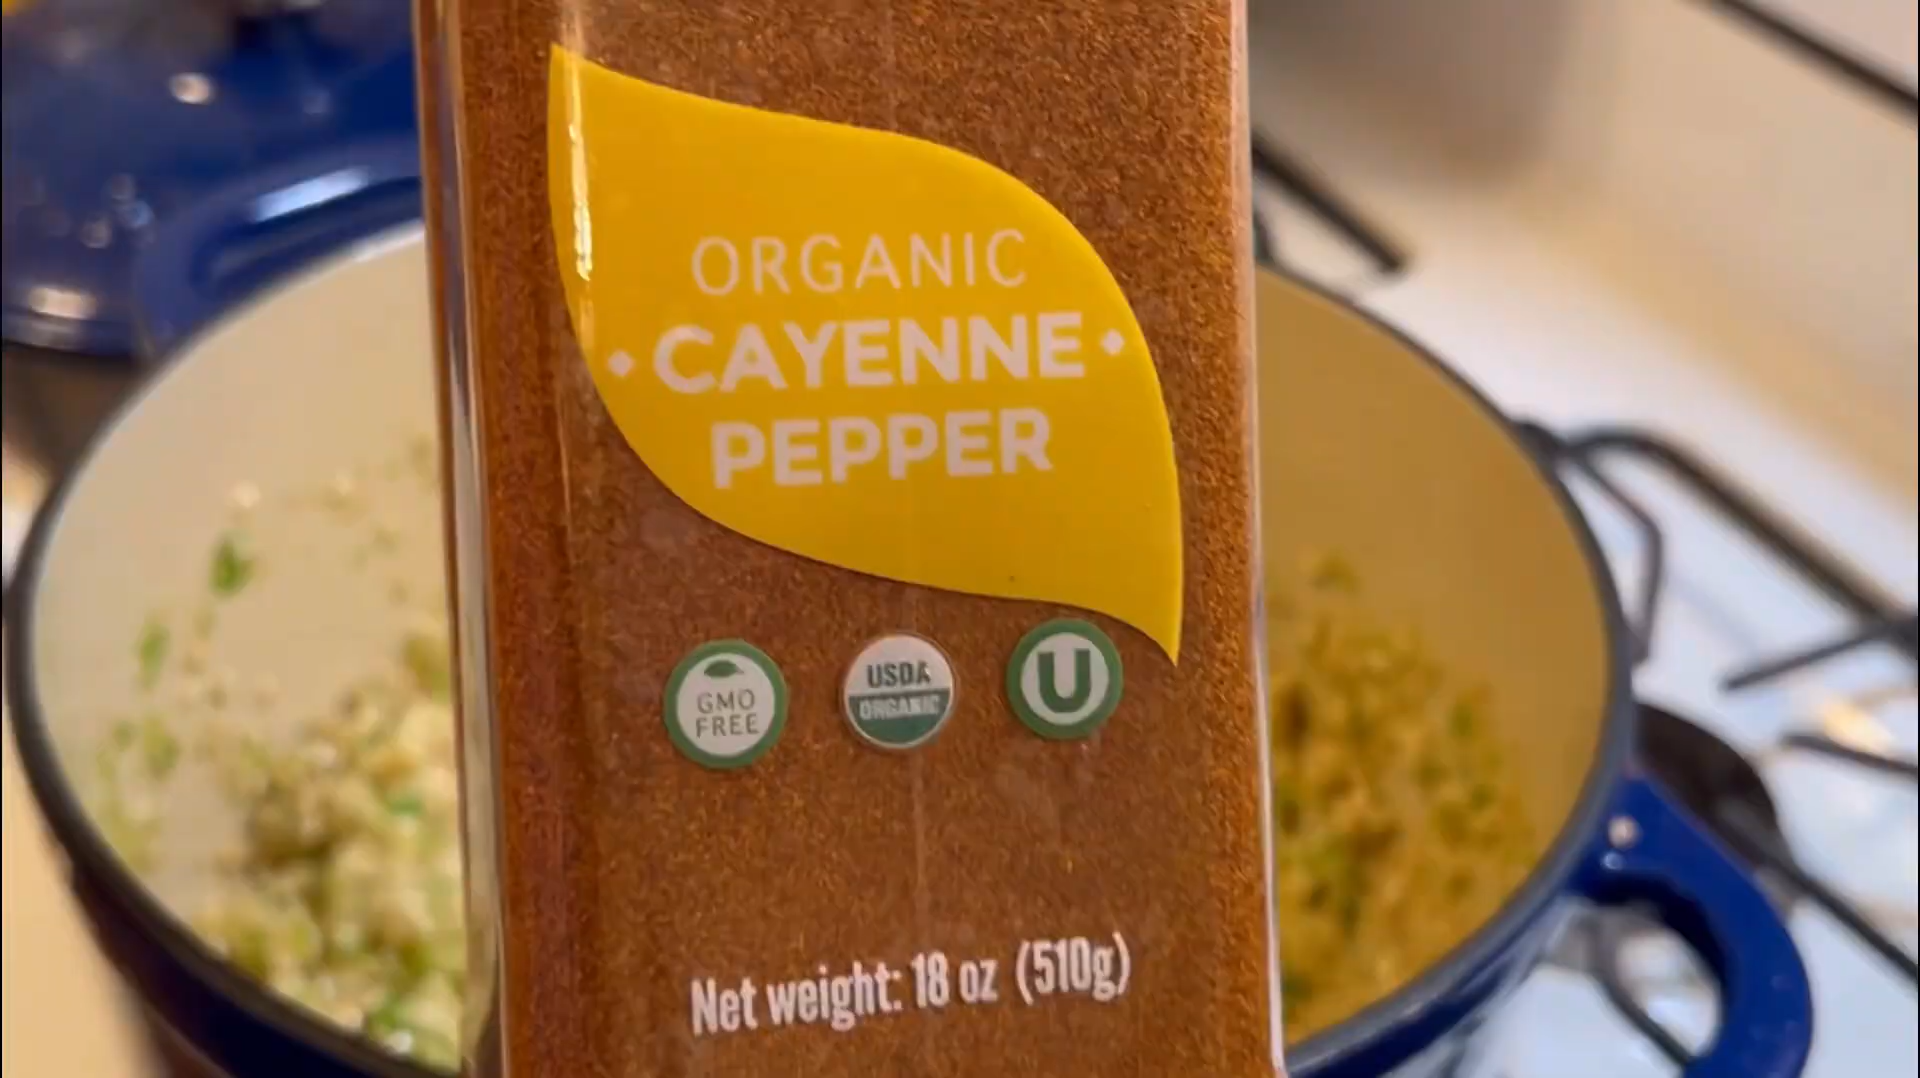 ORGANIC
• CAYENNE •
PEPPER
GMO
FREE
USDA
ORGANIC
U
Net weight: 18 oz (510g)